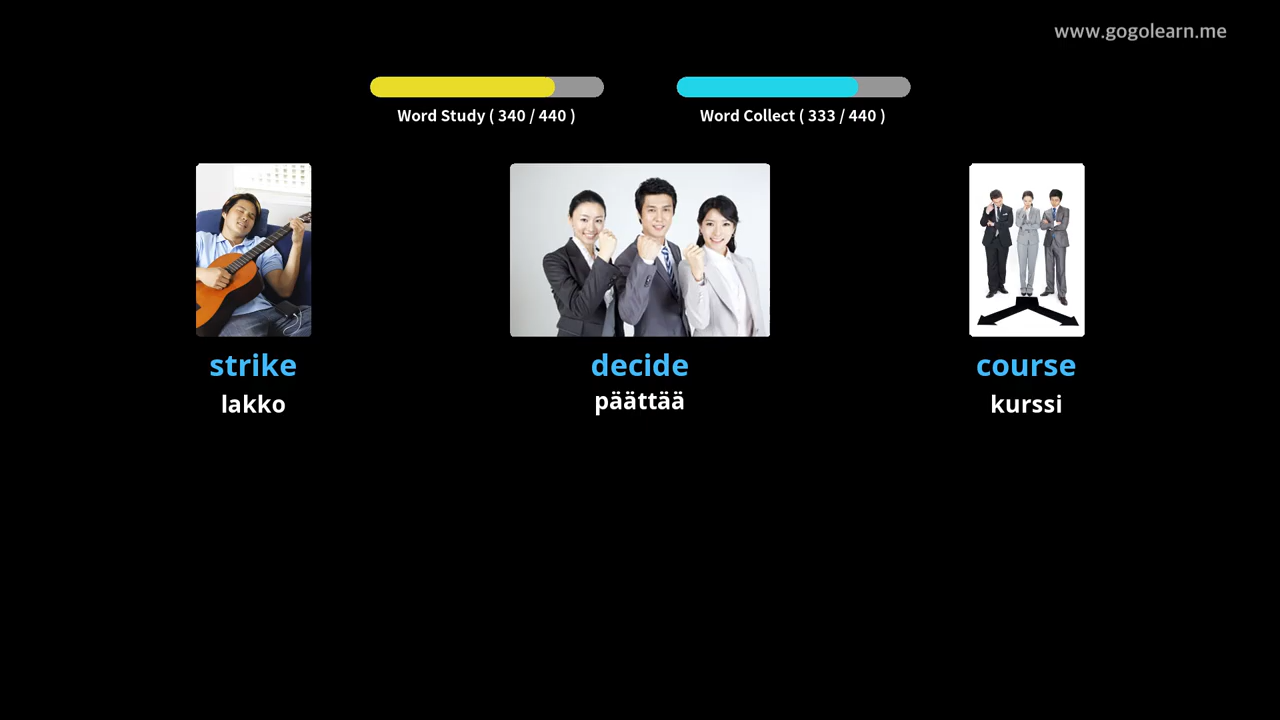 www.gogolearn.me
Word Study ( 340 / 440 )
Word Collect ( 333 / 440 )
strike
lakko
decide
päättää
course
kurssi